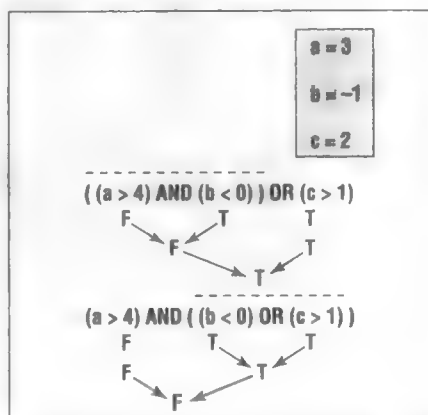 a = 3
b = −1
c = 2
( (a > 4) AND (b < 0) ) OR (c > 1)
F T T
F T
T
(a > 4) AND ( (b < 0) OR (c > 1) )
F T T
F T
F